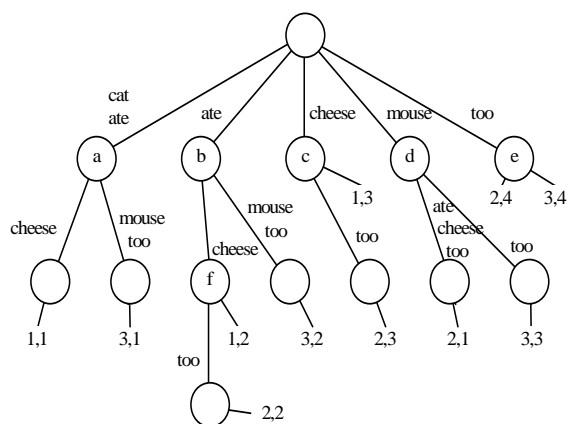 cat
ate
ate
cheese
mouse
too
a
b
c
d
e
2,4
3,4
1,3
cheese
mouse
too
mouse
too
cheese
too
ate
cheese
too
too
f
1,1
3,1
1,2
3,2
2,3
2,1
3,3
too
2,2